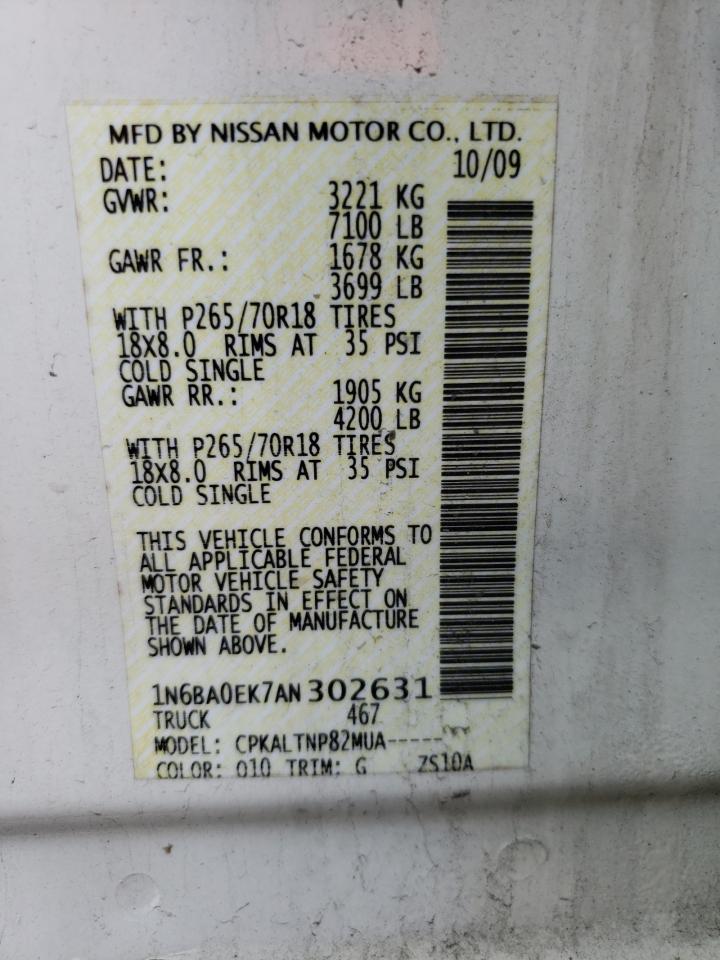 MFD BY NISSAN MOTOR CO., LTD.
DATE: 10/09
GVWR: 3221 KG
7100 LB
GAWR FR.: 1678 KG
3699 LB
WITH P265/70R18 TIRES
18X8.0 RIMS AT 35 PSI
COLD SINGLE
GAWR RR.: 1905 KG
4200 LB
WITH P265/70R18 TIRES
18X8.0 RIMS AT 35 PSI
COLD SINGLE
THIS VEHICLE CONFORMS TO
ALL APPLICABLE FEDERAL
MOTOR VEHICLE SAFETY
STANDARDS IN EFFECT ON
THE DATE OF MANUFACTURE
SHOWN ABOVE.
1N6BA0EK7AN302631
TRUCK 467
MODEL: CPKALTNP82MUA-----
COLOR: 010 TRIM: G ZS10A